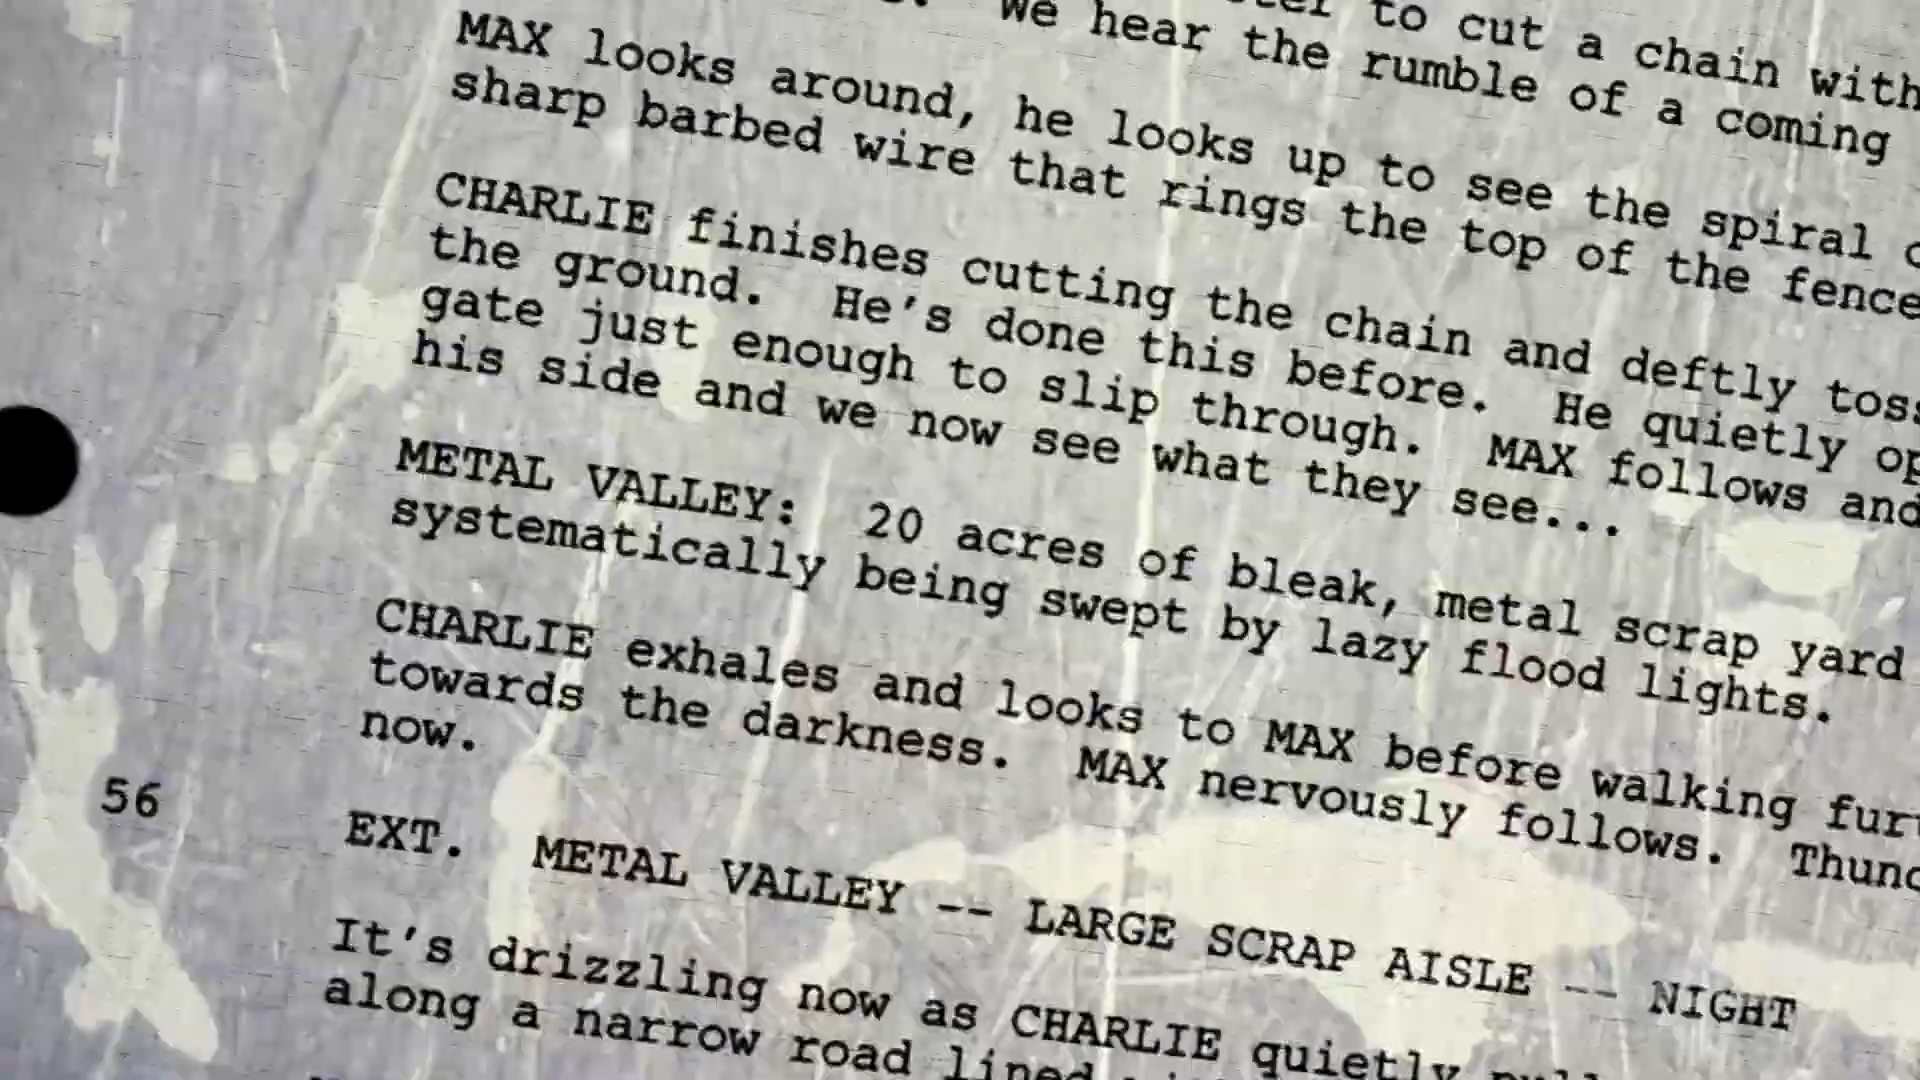 to cut a chain with
We hear the rumble of a coming
MAX looks around, he looks up to see the spiral
sharp barbed wire that rings the top of the fence
CHARLIE finishes cutting the chain and deftly
the ground. He's done this before. He quietly
gate just enough to slip through. MAX follows and
his side and we now see what they see...
METAL VALLEY: 20 acres of bleak, metal scrap yard
systematically being swept by lazy flood lights.
CHARLIE exhales and looks to MAX before walking
towards the darkness. MAX nervously follows.
now.
56
EXT. METAL VALLEY -- LARGE SCRAP AISLE -- NIGHT
It's drizzling now as CHARLIE quietly
along a narrow road lined